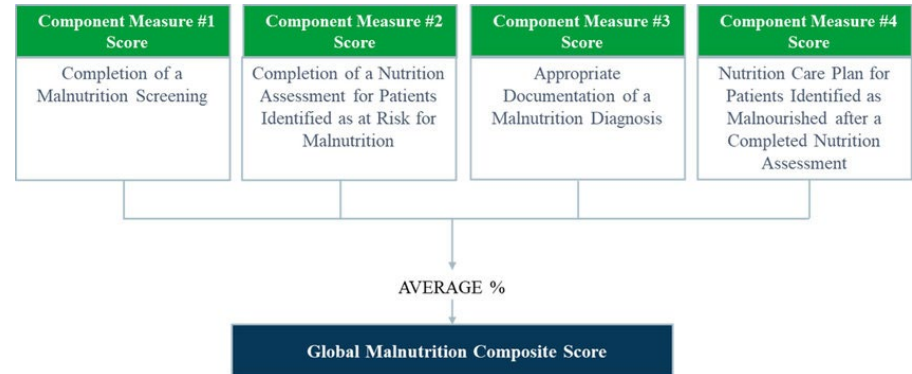 Component Measure #1
Score
Completion of a
Malnutrition Screening
Component Measure #2
Score
Completion of a Nutrition
Assessment for Patients
Identified as at Risk for
Malnutrition
Component Measure #3
Score
Appropriate
Documentation of a
Malnutrition Diagnosis
Component Measure #4
Score
Nutrition Care Plan for
Patients Identified as
Malnourished after a
Completed Nutrition
Assessment
AVERAGE %
Global Malnutrition Composite Score